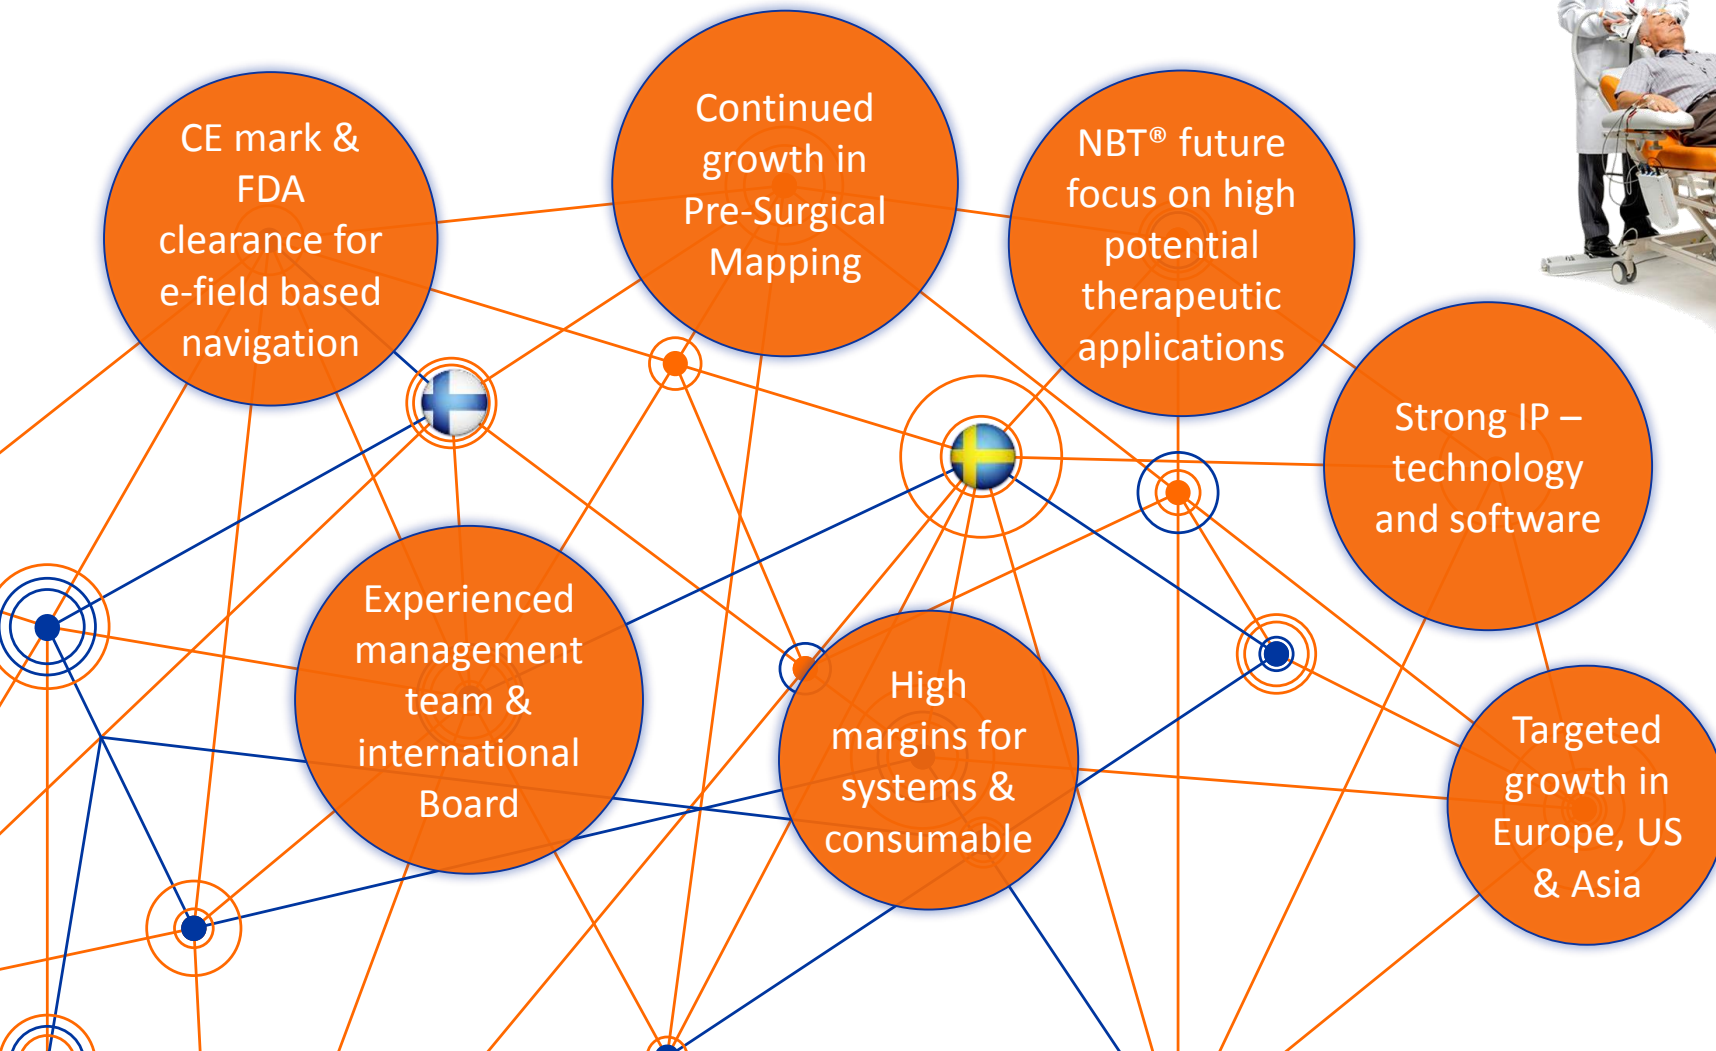 CE mark &
FDA
clearance for
e-field based
navigation
Continued
growth in
Pre-Surgical
Mapping
NBT® future
focus on high
potential
therapeutic
applications
Strong IP –
technology
and software
Experienced
management
team &
international
Board
High
margins for
systems &
consumable
Targeted
growth in
Europe, US
& Asia